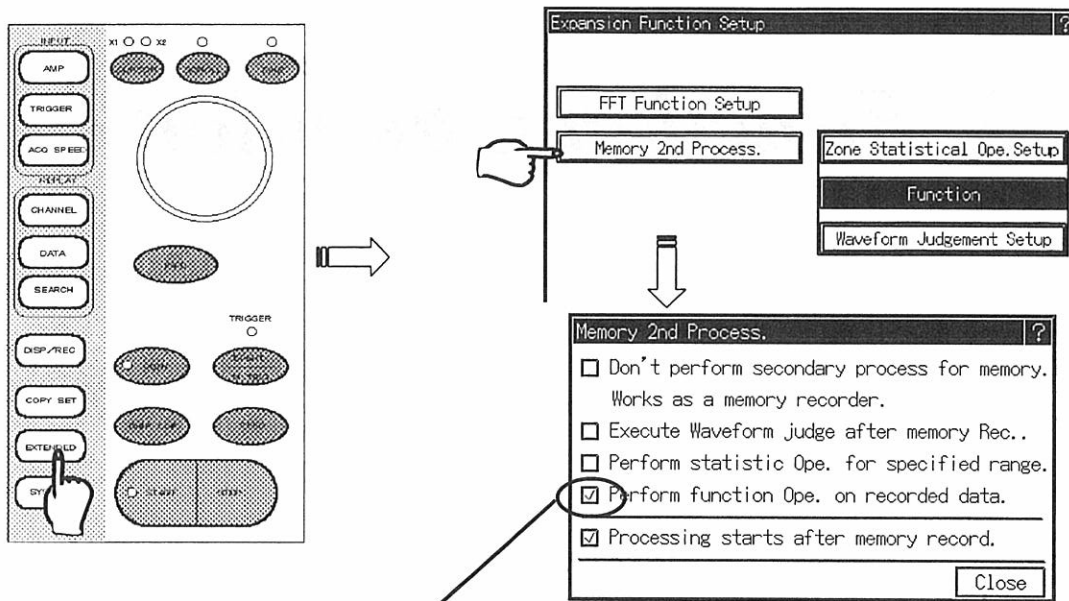 INPUT
AMP
TRIGGER
ACQ SPEED
REPLAY
CHANNEL
DATA
SEARCH
DISP/REC
COPY SET
EXTENDED
X1
X2
TRIGGER
START
Expansion Function Setup ?
FFT Function Setup
Memory 2nd Process.
Zone Statistical Ope.Setup
Function
Waveform Judgement Setup
Memory 2nd Process. ?
Don't perform secondary process for memory.
Works as a memory recorder.
Execute Waveform judge after memory Rec..
Perform statistic Ope. for specified range.
Perform function Ope. on recorded data.
Processing starts after memory record.
Close